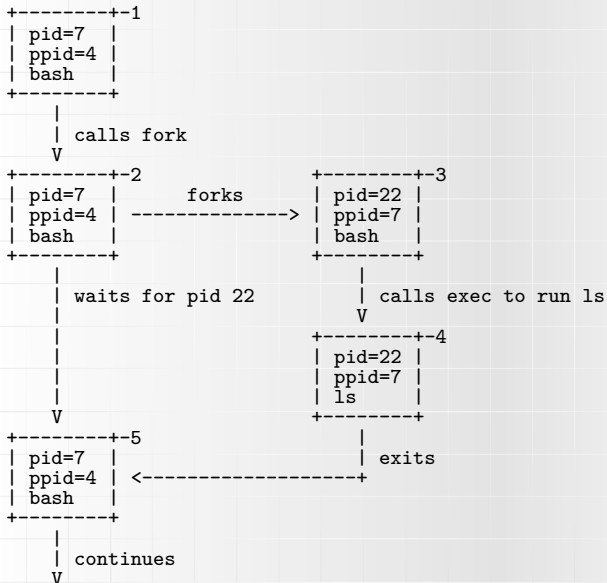 +--------+-1
| pid=7  |
| ppid=4 |
| bash   |
+--------+
    |
    | calls fork
    V
+--------+-2             +--------+-3
| pid=7  |    forks      | pid=22 |
| ppid=4 | ------------> | ppid=7 |
| bash   |               | bash   |
+--------+               +--------+
    |                        |
    | waits for pid 22       | calls exec to run ls
    |                        V
    |                    +--------+-4
    |                    | pid=22 |
    |                    | ppid=7 |
    |                    | ls     |
    V                    +--------+
+--------+-5                 |
| pid=7  |                   | exits
| ppid=4 | <-----------------+
| bash   |
+--------+
    |
    | continues
    V